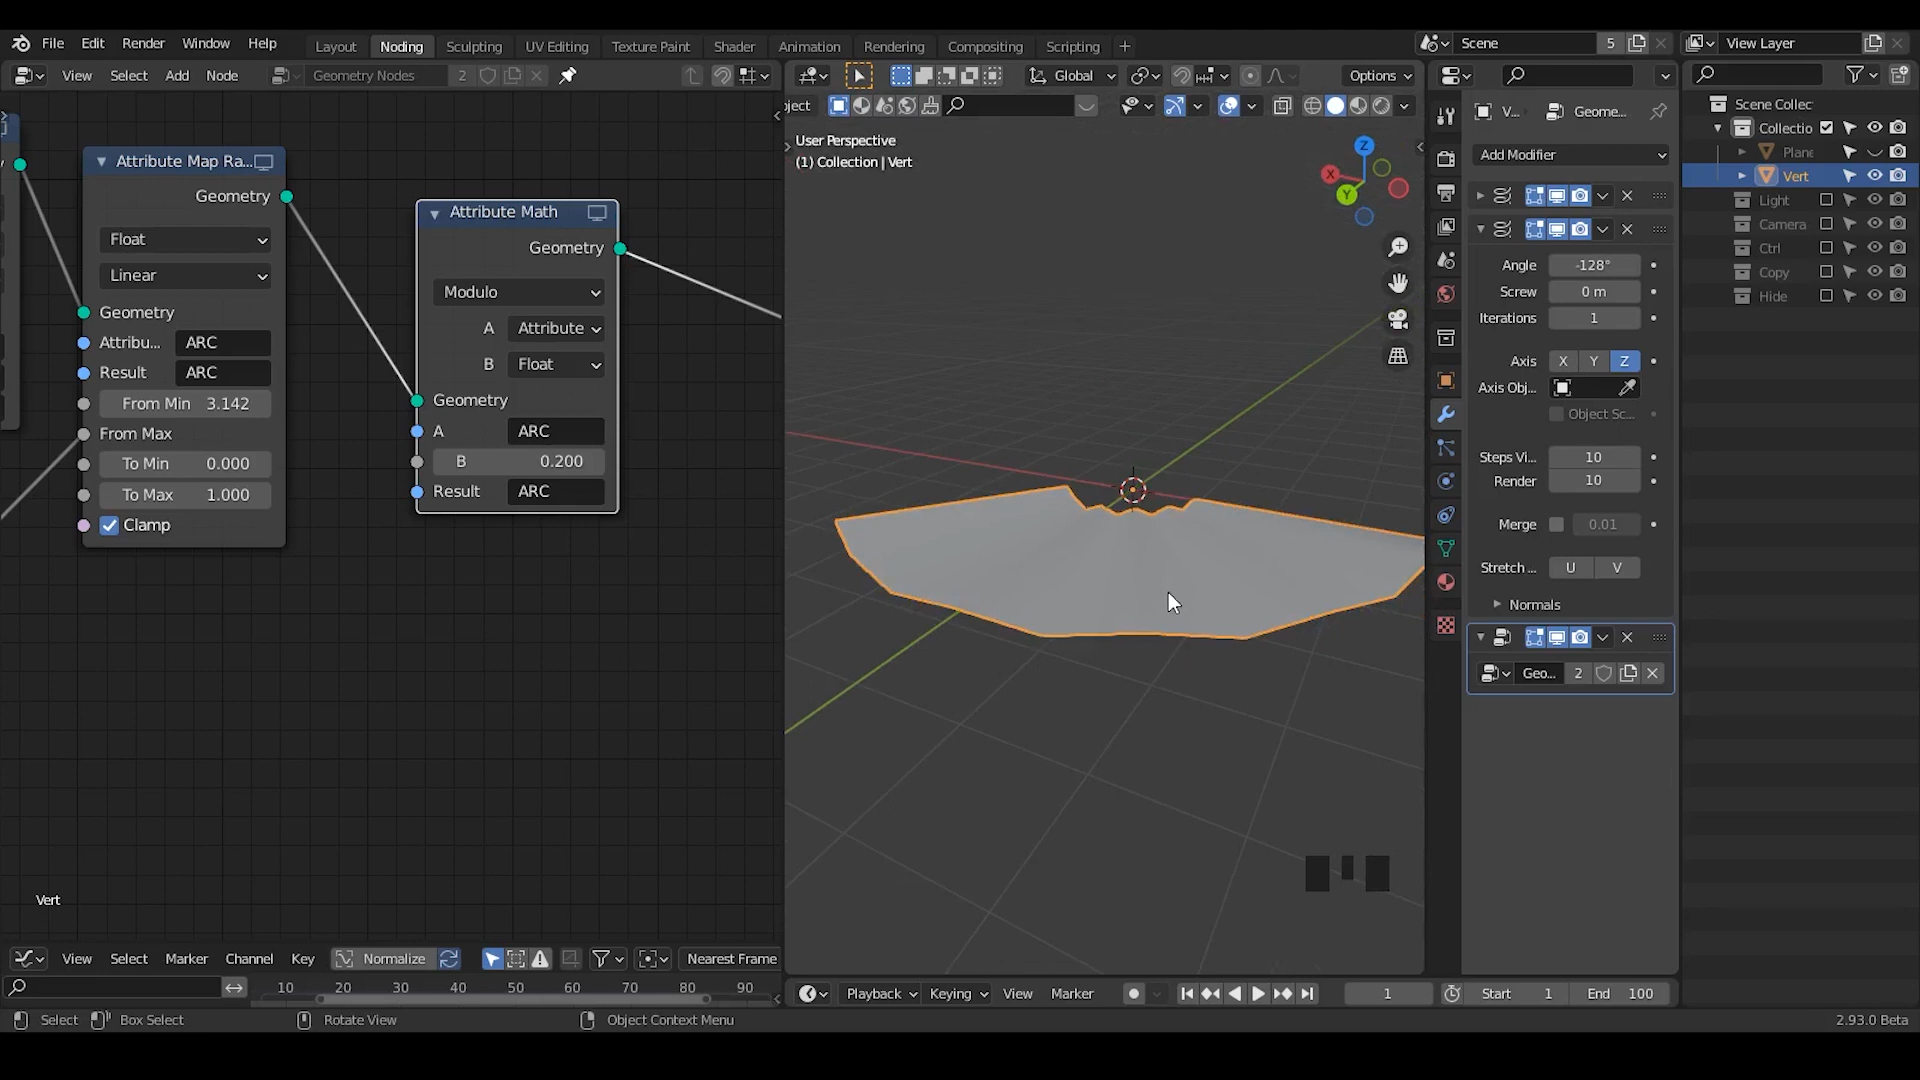 File Edit Render Window Help Layout Noding Sculpting UV Editing Texture Paint Shader Animation Rendering Compositing Scripting + Scene 5 View Layer
View Select Add Node Geometry Nodes 2 Global Options
ject
Attribute Map Ra...
Geometry
Float
Linear
Geometry
Attribu... ARC
Result ARC
From Min 3.142
From Max
To Min 0.000
To Max 1.000
Clamp
Attribute Math
Geometry
Modulo
A Attribute
B Float
Geometry
A ARC
B 0.200
Result ARC
Vert
User Perspective
(1) Collection | Vert
Z
X
Y
V... Geome...
Add Modifier
Angle -128°
Screw 0 m
Iterations 1
Axis X Y Z
Axis Obj...
Object Sc...
Steps Vi... 10
Render 10
Merge 0.01
Stretch ... U V
Normals
Geo... 2
Scene Collec
Collectio
Plane
Vert
Light
Camera
Ctrl
Copy
Hide
View Select Marker Channel Key Normalize Nearest Frame
10 20 30 40 50 60 70 80 90
Playback Keying View Marker 1 Start 1 End 100
Select Box Select Rotate View Object Context Menu 2.93.0 Beta